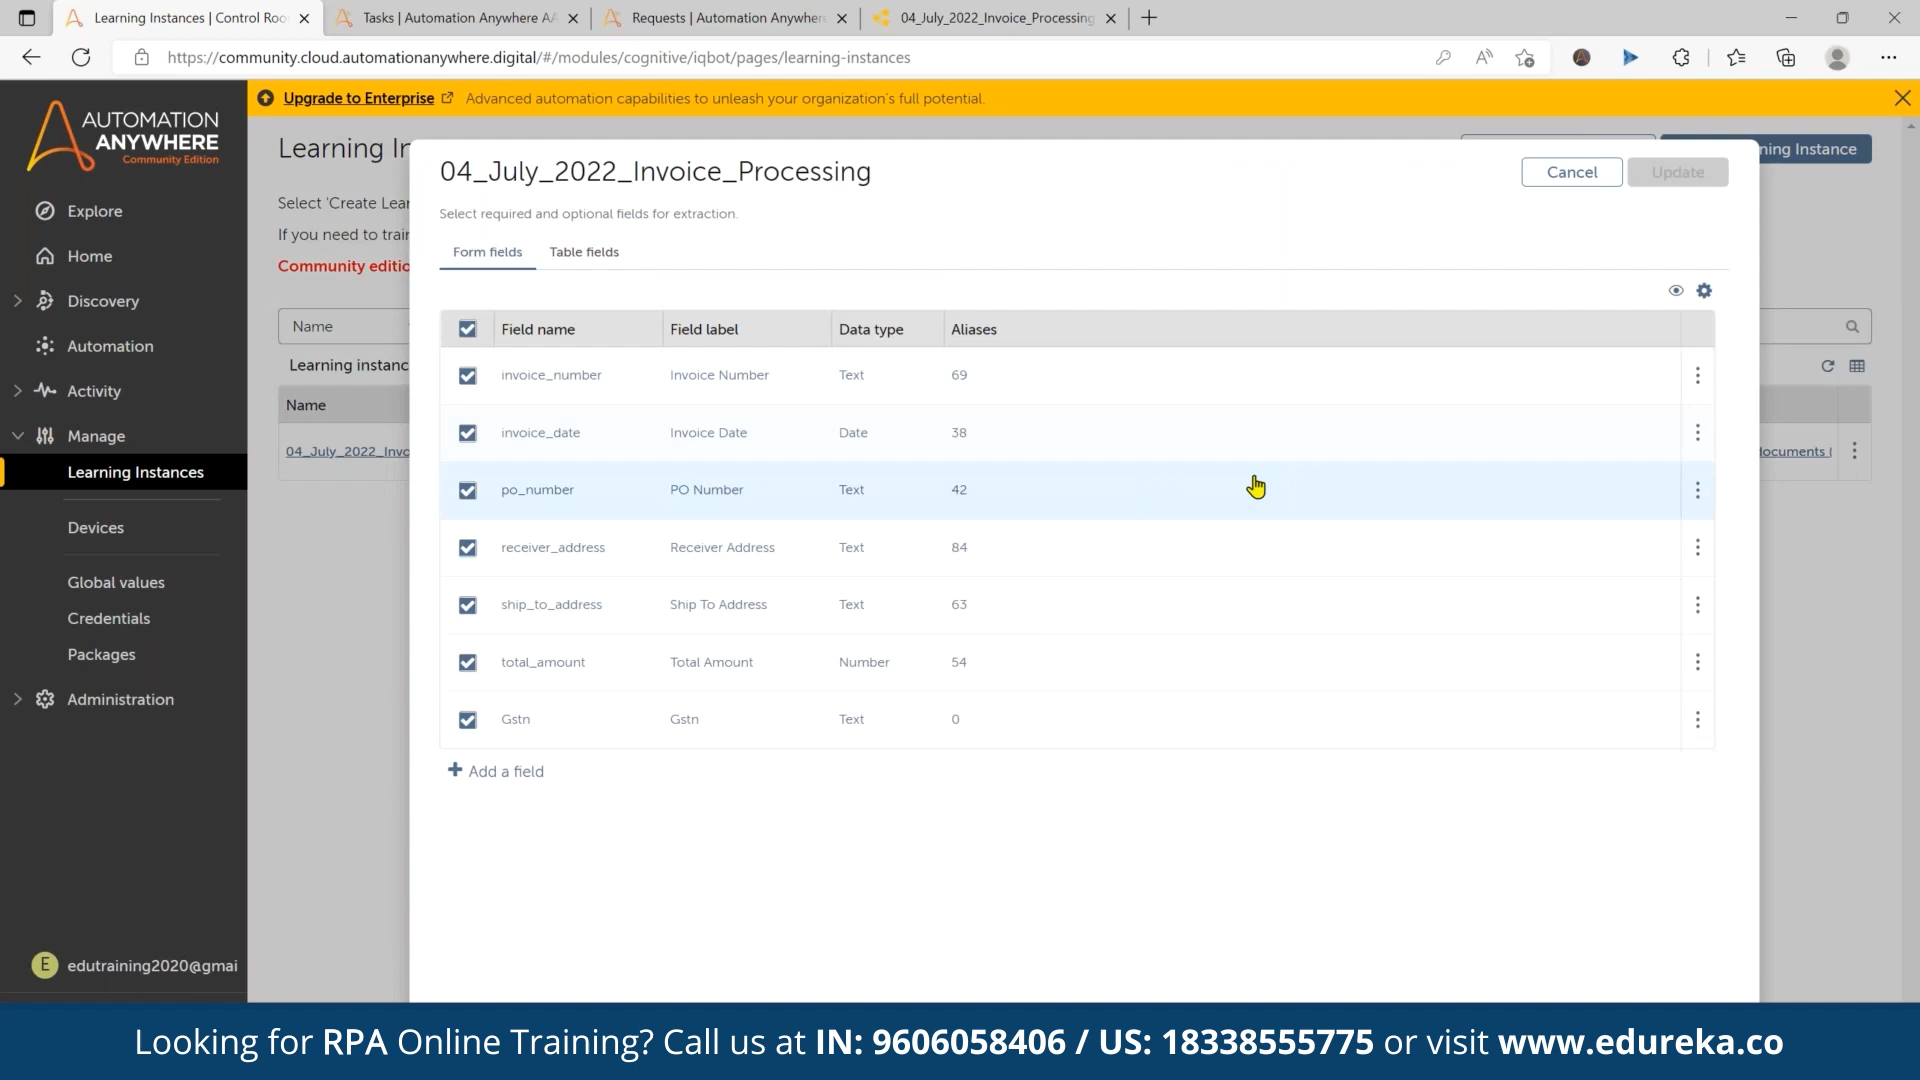 Learning Instances | Control Roo
Tasks | Automation Anywhere AA
Requests | Automation Anywhere
04_July_2022_Invoice_Processing
https://community.cloud.automationanywhere.digital/#/modules/cognitive/iqbot/pages/learning-instances
AUTOMATION
ANYWHERE
Community Edition
Upgrade to Enterprise Advanced automation capabilities to unleash your organization's full potential.
Explore
Home
Discovery
Automation
Activity
Manage
Learning Instances
Devices
Global values
Credentials
Packages
Administration
E edutraining2020@gmai
Learning In
ning Instance
Select 'Create Lear
If you need to train
Community editio
Name
Learning instanc
Name
04_July_2022_Invo
documents (
04_July_2022_Invoice_Processing
Cancel Update
Select required and optional fields for extraction.
Form fields Table fields
Field name Field label Data type Aliases
invoice_number Invoice Number Text 69
invoice_date Invoice Date Date 38
po_number PO Number Text 42
receiver_address Receiver Address Text 84
ship_to_address Ship To Address Text 63
total_amount Total Amount Number 54
Gstn Gstn Text 0
+ Add a field
Looking for RPA Online Training? Call us at IN: 9606058406 / US: 18338555775 or visit www.edureka.co